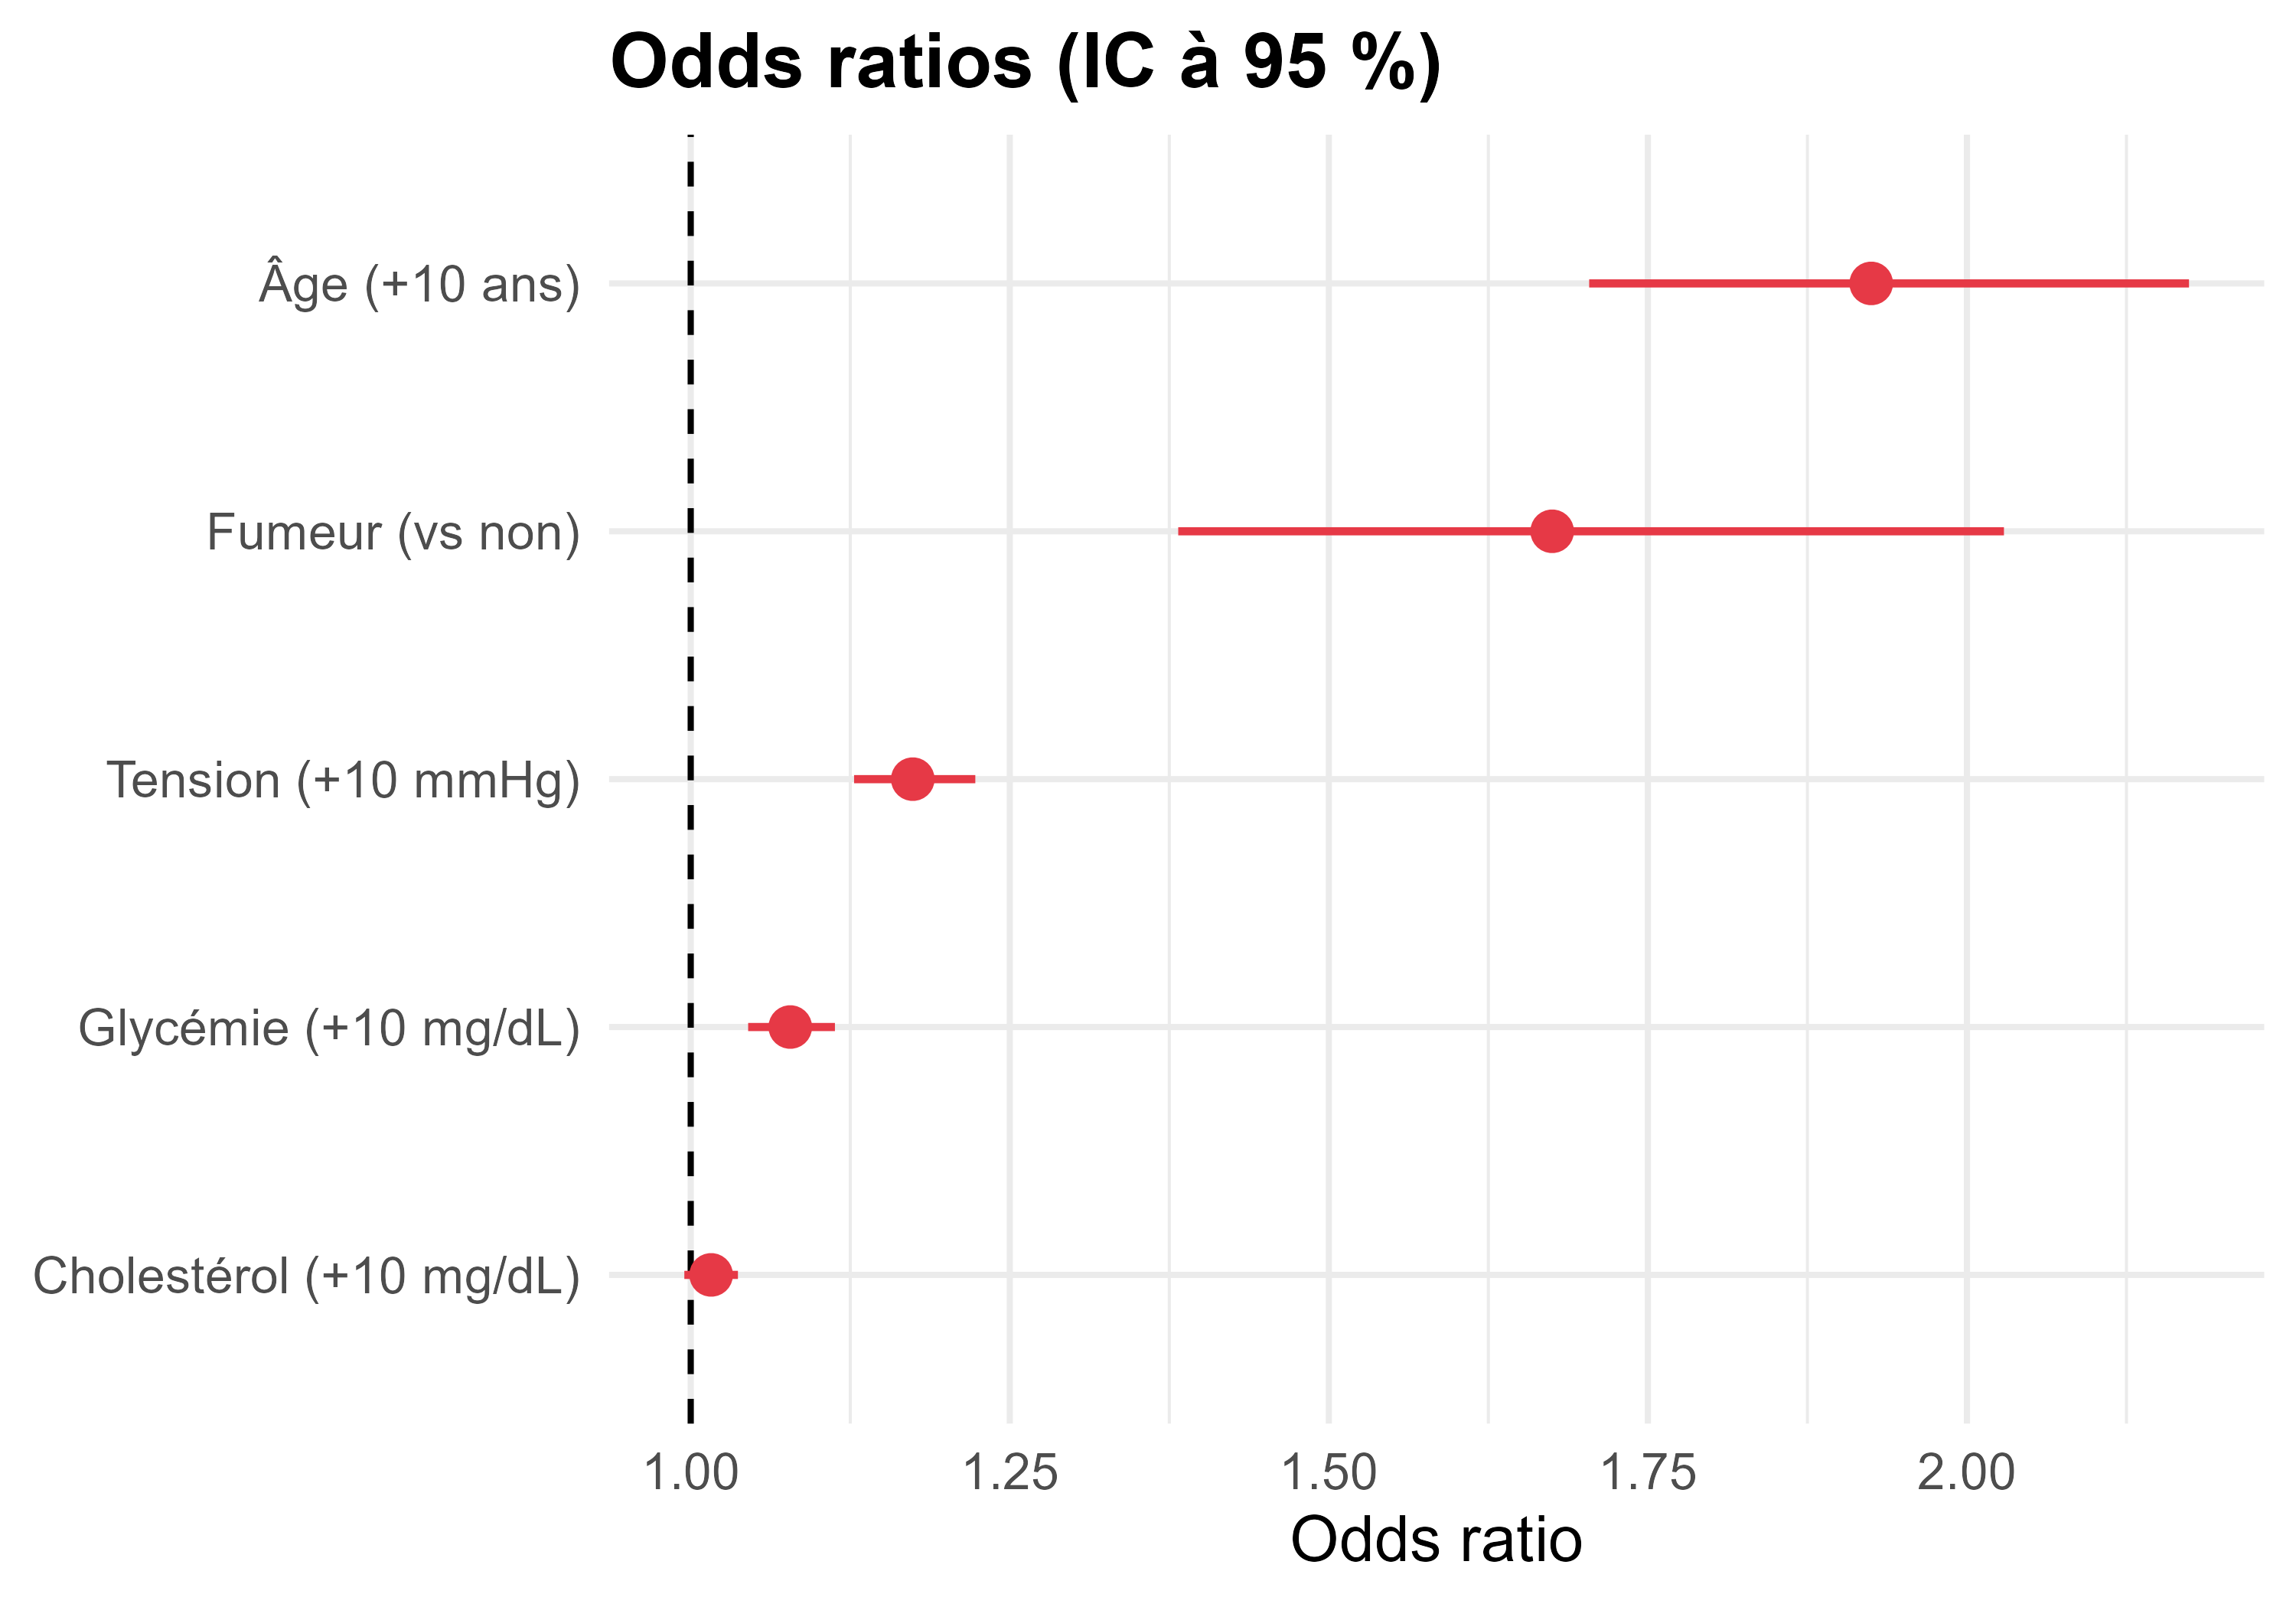 Odds ratios (IC à 95 %)
Âge (+10 ans)
Fumeur (vs non)
Tension (+10 mmHg)
Glycémie (+10 mg/dL)
Cholestérol (+10 mg/dL)
1.00 1.25 1.50 1.75 2.00
Odds ratio